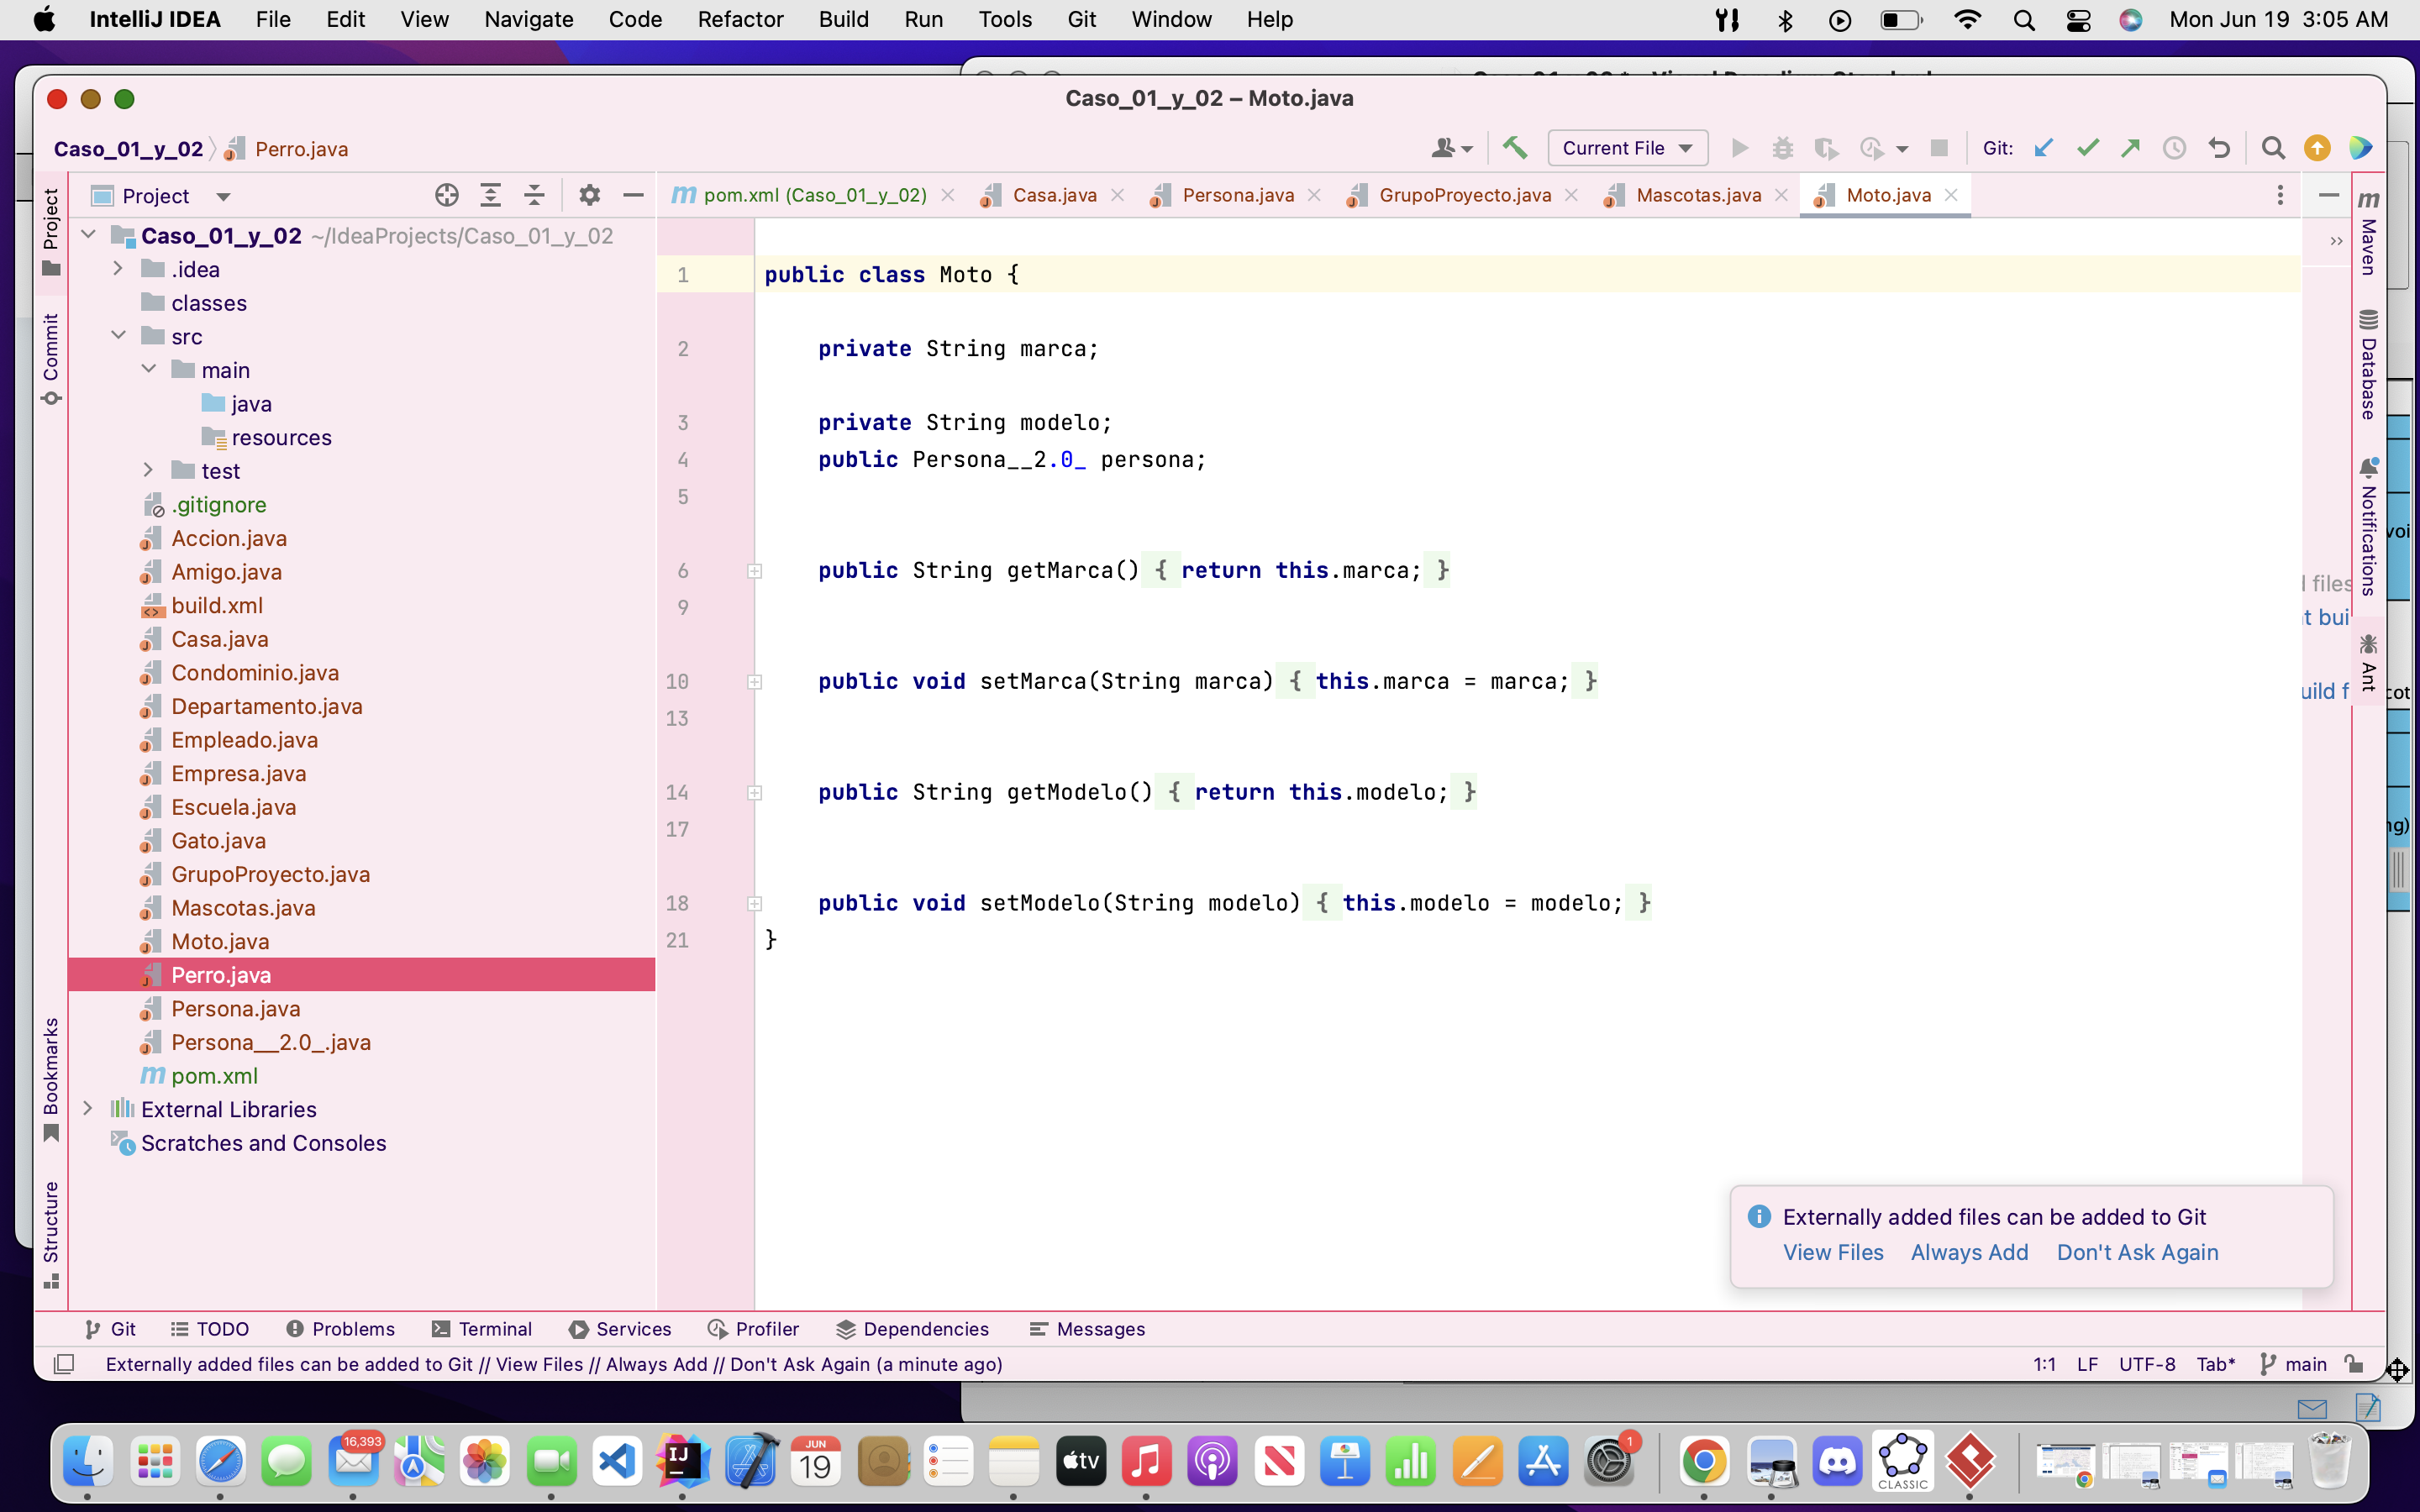 IntelliJ IDEA File Edit View Navigate Code Refactor Build Run Tools Git Window Help Mon Jun 19 3:05 AM
Caso_01_y_02 – Moto.java
Caso_01_y_02 Perro.java Current File Git:
Project pom.xml (Caso_01_y_02) Casa.java Persona.java GrupoProyecto.java Mascotas.java Moto.java
Project
Commit
Bookmarks
Structure
Caso_01_y_02 ~/IdeaProjects/Caso_01_y_02
.idea
classes
src
main
java
resources
test
.gitignore
Accion.java
Amigo.java
build.xml
Casa.java
Condominio.java
Departamento.java
Empleado.java
Empresa.java
Escuela.java
Gato.java
GrupoProyecto.java
Mascotas.java
Moto.java
Perro.java
Persona.java
Persona__2.0_.java
pom.xml
External Libraries
Scratches and Consoles
1 public class Moto {
2 private String marca;
3 private String modelo;
4 public Persona__2.0_ persona;
5
6 public String getMarca() { return this.marca; }
9
10 public void setMarca(String marca) { this.marca = marca; }
13
14 public String getModelo() { return this.modelo; }
17
18 public void setModelo(String modelo) { this.modelo = modelo; }
21 }
Maven
Database
Notifications
Ant
files
t bui
uild f
voi
cot
ng)
Externally added files can be added to Git
View Files Always Add Don't Ask Again
Git TODO Problems Terminal Services Profiler Dependencies Messages
Externally added files can be added to Git // View Files // Always Add // Don't Ask Again (a minute ago) 1:1 LF UTF-8 Tab* main
16,393
IJ
JUN
19
tv
1
CLASSIC